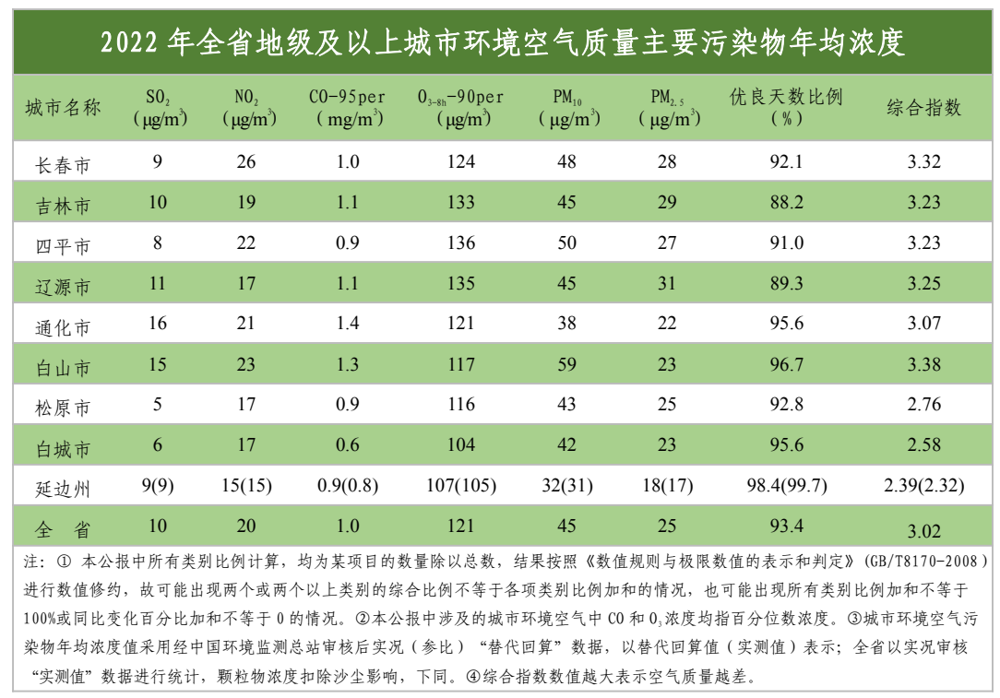 2022 年全省地级及以上城市环境空气质量主要污染物年均浓度
城市名称 SO₂ (μg/m³) NO₂ (μg/m³) CO-95per (mg/m³) O₃₋₈ₕ-90per (μg/m³) PM₁₀ (μg/m³) PM₂.₅ (μg/m³) 优良天数比例 (%) 综合指数
长春市 9 26 1.0 124 48 28 92.1 3.32
吉林市 10 19 1.1 133 45 29 88.2 3.23
四平市 8 22 0.9 136 50 27 91.0 3.23
辽源市 11 17 1.1 135 45 31 89.3 3.25
通化市 16 21 1.4 121 38 22 95.6 3.07
白山市 15 23 1.3 117 59 23 96.7 3.38
松原市 5 17 0.9 116 43 25 92.8 2.76
白城市 6 17 0.6 104 42 23 95.6 2.58
延边州 9(9) 15(15) 0.9(0.8) 107(105) 32(31) 18(17) 98.4(99.7) 2.39(2.32)
全 省 10 20 1.0 121 45 25 93.4 3.02
注：① 本公报中所有类别比例计算，均为某项目的数量除以总数，结果按照《数值规则与极限数值的表示和判定》(GB/T8170-2008)
进行数值修约，故可能出现两个或两个以上类别的综合比例不等于各项类别比例加和的情况，也可能出现所有类别比例加和不等于
100%或同比变化百分比加和不等于 0 的情况。②本公报中涉及的城市环境空气中 CO 和 O₃浓度均指百分位数浓度。③城市环境空气污
染物年均浓度值采用经中国环境监测总站审核后实况（参比）“替代回算”数据，以替代回算值（实测值）表示；全省以实况审核
“实测值”数据进行统计，颗粒物浓度扣除沙尘影响，下同。④综合指数数值越大表示空气质量越差。